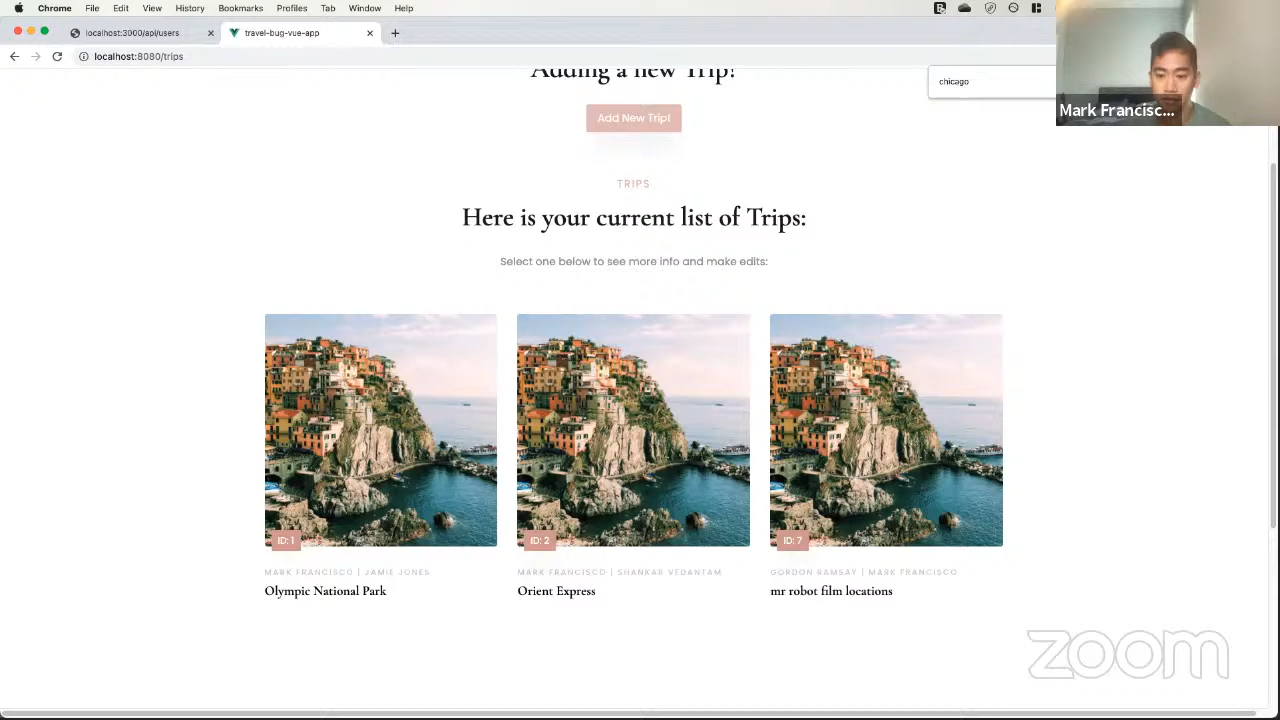 Chrome File Edit View History Bookmarks Profiles Tab Window Help
localhost:3000/api/users
travel-bug-vue-app
localhost:8080/trips
chicago
Mark Francisc...
Adding a new Trip!
Add New Trip!
TRIPS
Here is your current list of Trips:
Select one below to see more info and make edits:
ID: 1
ID: 2
ID: 7
MARK FRANCISCO | JAMIE JONES
MARK FRANCISCO | SHANKAR VEDANTAM
GORDON RAMSAY | MARK FRANCISCO
Olympic National Park
Orient Express
mr robot film locations
zoom